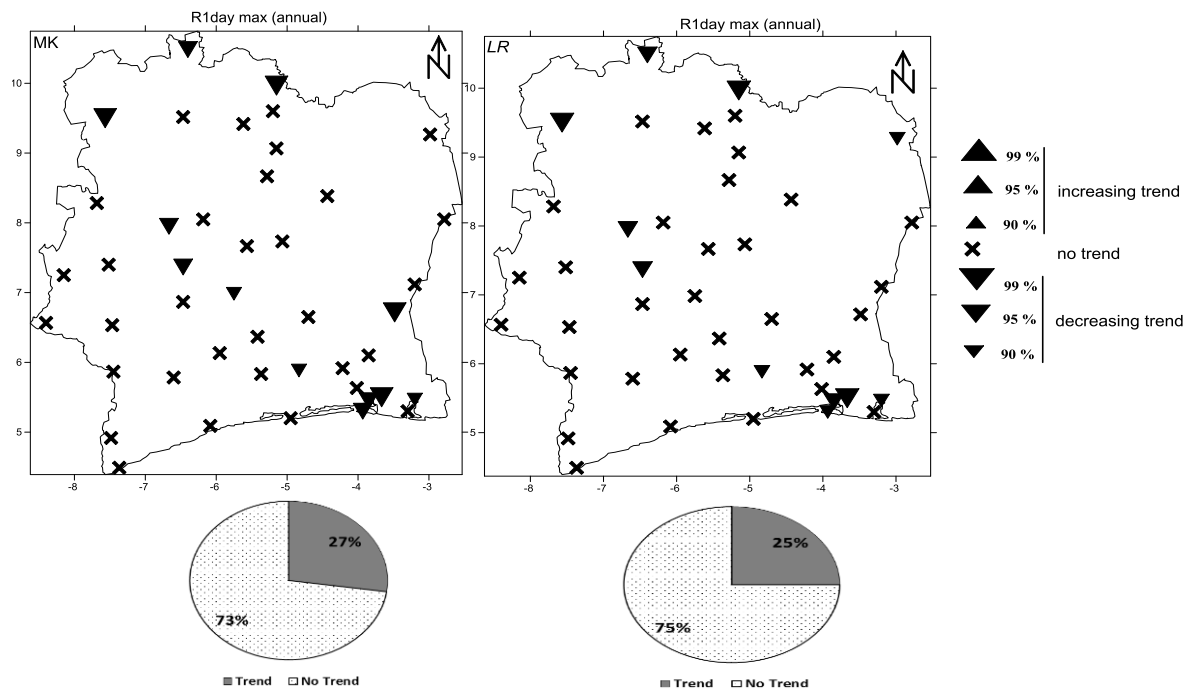 R1day max (annual)
MK
N
10
9
8
7
6
5
-8 -7 -6 -5 -4 -3
R1day max (annual)
LR
N
10
9
8
7
6
5
-8 -7 -6 -5 -4 -3
99 %
95 %
90 %
increasing trend
no trend
99 %
95 %
90 %
decreasing trend
27%
73%
Trend No Trend
25%
75%
Trend No Trend